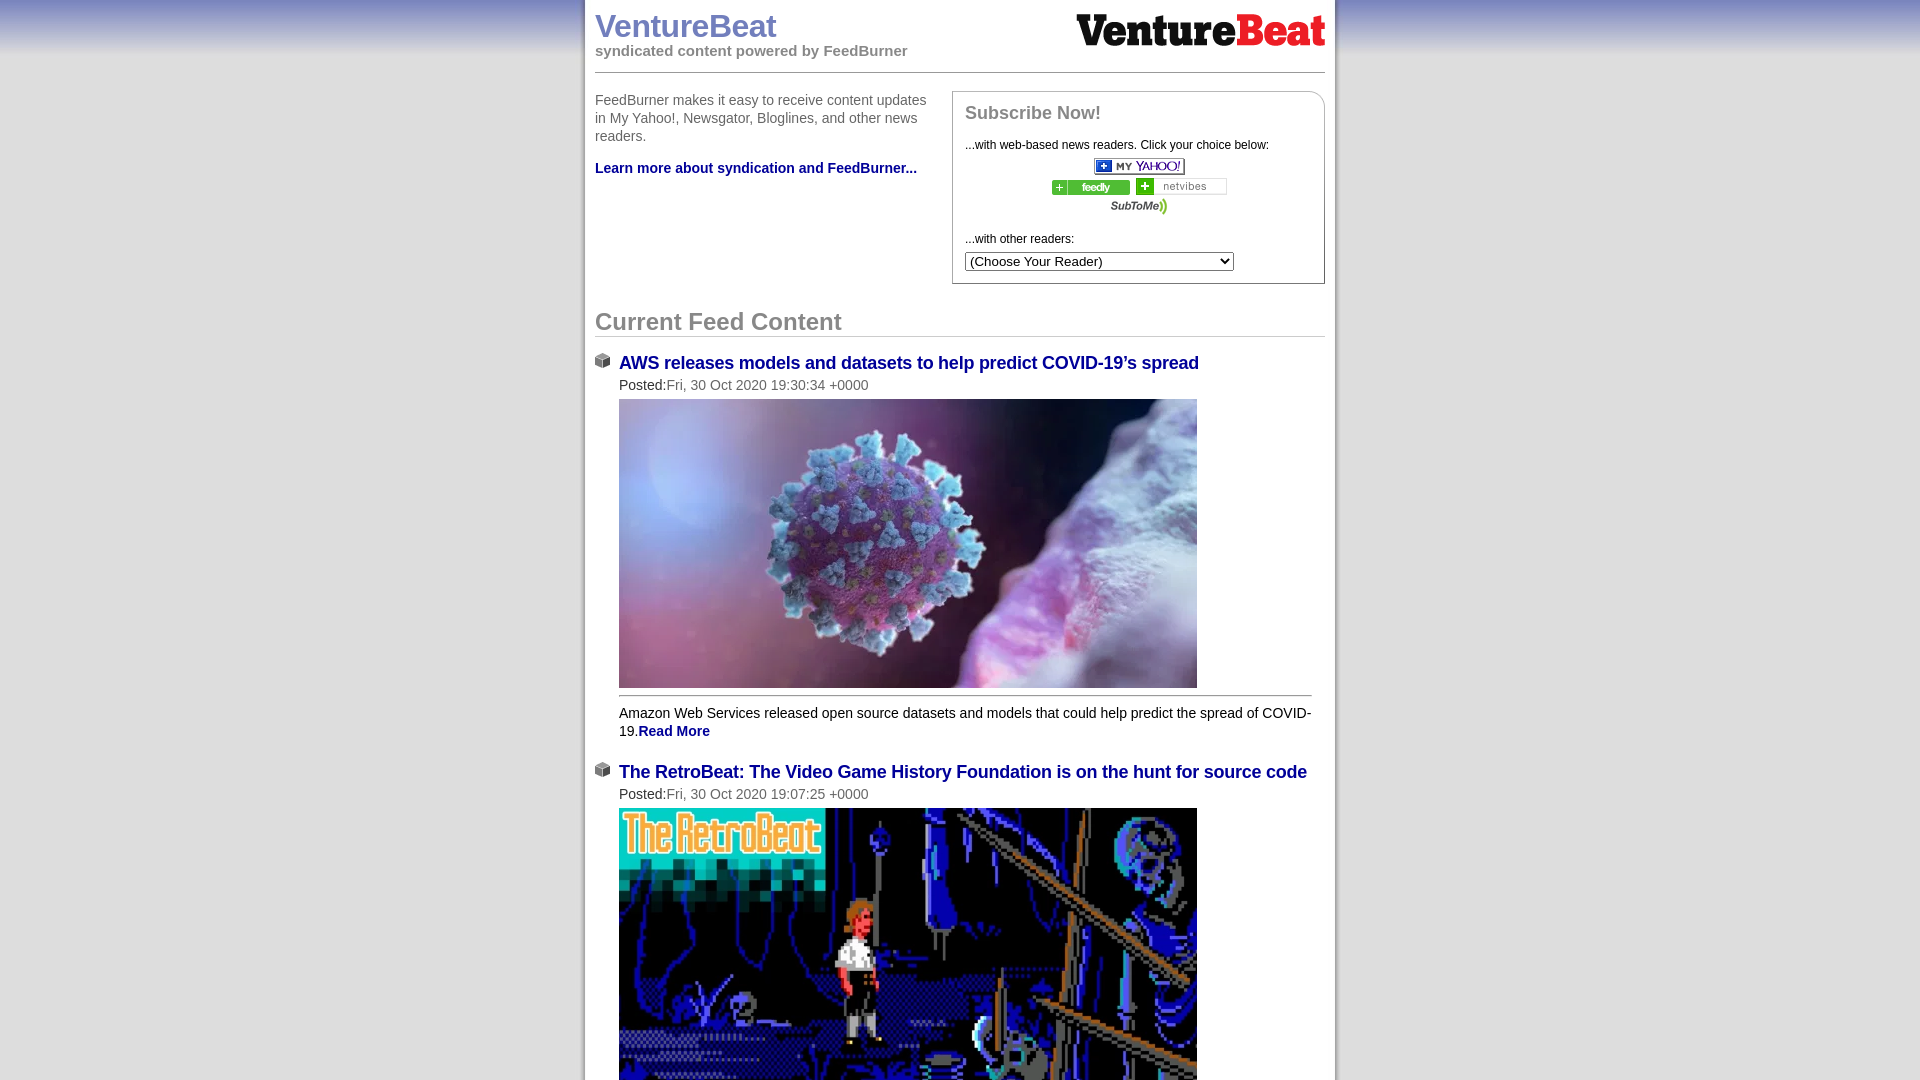 VentureBeat
VentureBeat
syndicated content powered by FeedBurner
FeedBurner makes it easy to receive content updates
in My Yahoo!, Newsgator, Bloglines, and other news
readers.
Learn more about syndication and FeedBurner...
Subscribe Now!
...with web-based news readers. Click your choice below:
MY YAHOO!
feedly
netvibes
SubToMe
...with other readers:
(Choose Your Reader)
Current Feed Content
AWS releases models and datasets to help predict COVID-19’s spread
Posted:Fri, 30 Oct 2020 19:30:34 +0000
Amazon Web Services released open source datasets and models that could help predict the spread of COVID-
19.Read More
The RetroBeat: The Video Game History Foundation is on the hunt for source code
Posted:Fri, 30 Oct 2020 19:07:25 +0000
The RetroBeat